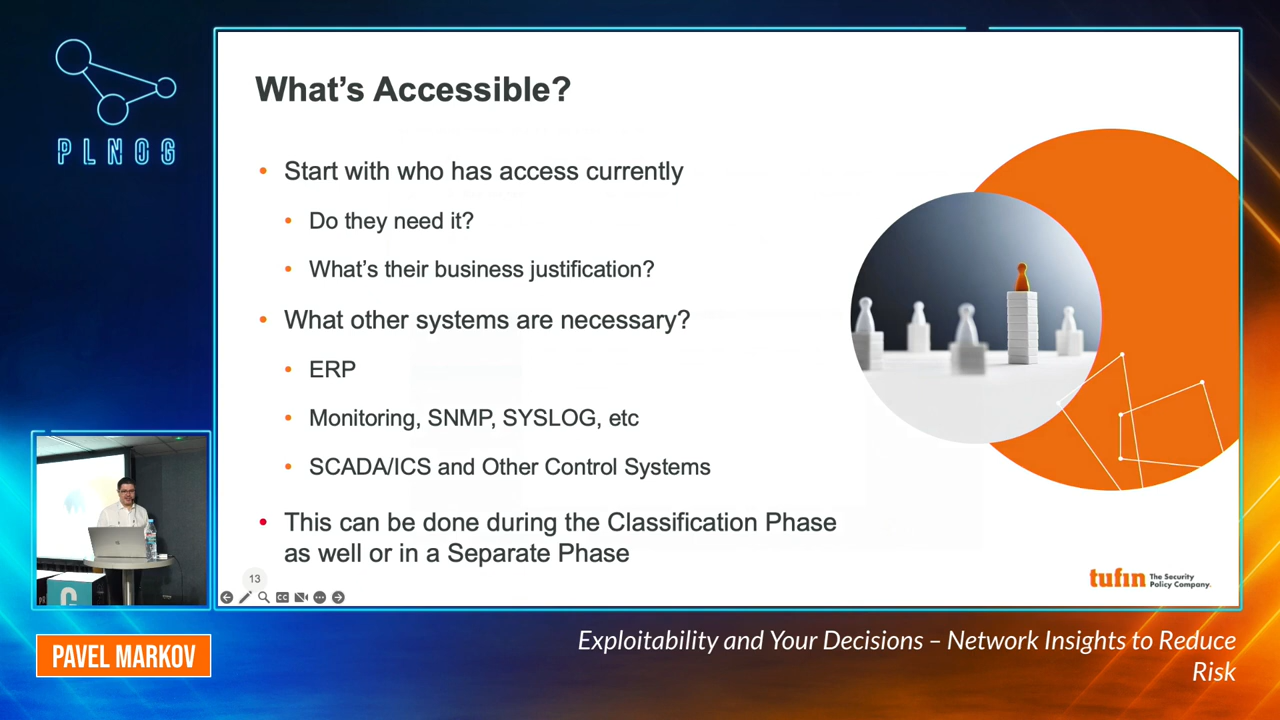 PLNOG
What's Accessible?
• Start with who has access currently
• Do they need it?
• What's their business justification?
• What other systems are necessary?
• ERP
• Monitoring, SNMP, SYSLOG, etc
• SCADA/ICS and Other Control Systems
• This can be done during the Classification Phase
as well or in a Separate Phase
13
tufin The Security
Policy Company.
PAVEL MARKOV
Exploitability and Your Decisions – Network Insights to Reduce
Risk